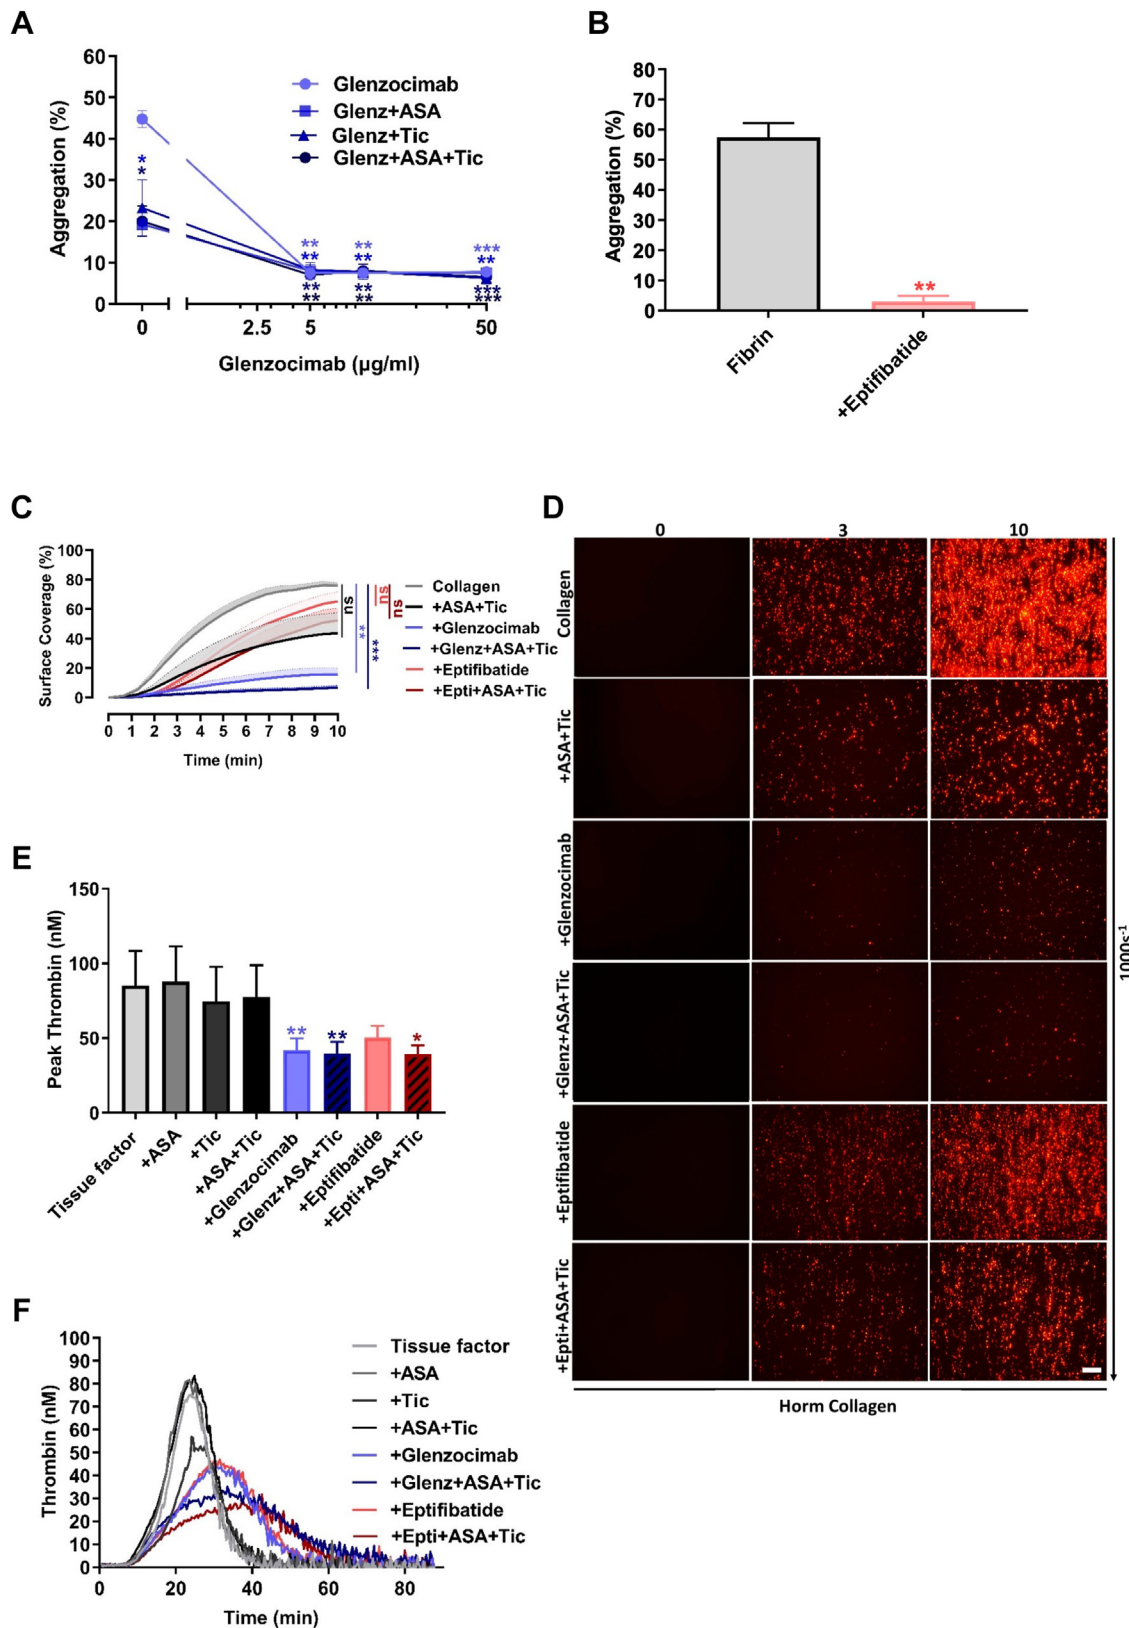 A
60
50
40
30
20
10
0
Aggregation (%)
Glenzocimab
Glenz+ASA
Glenz+Tic
Glenz+ASA+Tic
*
*
**
**
**
**
***
**
**
**
**
**
***
***
0
2.5
5
50
Glenzocimab (µg/ml)
B
80
70
60
50
40
30
20
10
0
Aggregation (%)
**
Fibrin
+Eptifibatide
C
100
80
60
40
20
0
Surface Coverage (%)
ns
**
***
ns
ns
Collagen
+ASA+Tic
+Glenzocimab
+Glenz+ASA+Tic
+Eptifibatide
+Epti+ASA+Tic
0 1 2 3 4 5 6 7 8 9 10
Time (min)
D
0 3 10
Collagen
+ASA+Tic
+Glenzocimab
+Glenz+ASA+Tic
+Eptifibatide
+Epti+ASA+Tic
1000s⁻¹
Horm Collagen
E
150
100
50
0
Peak Thrombin (nM)
**
**
*
Tissue factor
+ASA
+Tic
+ASA+Tic
+Glenzocimab
+Glenz+ASA+Tic
+Eptifibatide
+Epti+ASA+Tic
F
100
90
80
70
60
50
40
30
20
10
0
Thrombin (nM)
Tissue factor
+ASA
+Tic
+ASA+Tic
+Glenzocimab
+Glenz+ASA+Tic
+Eptifibatide
+Epti+ASA+Tic
0 20 40 60 80
Time (min)